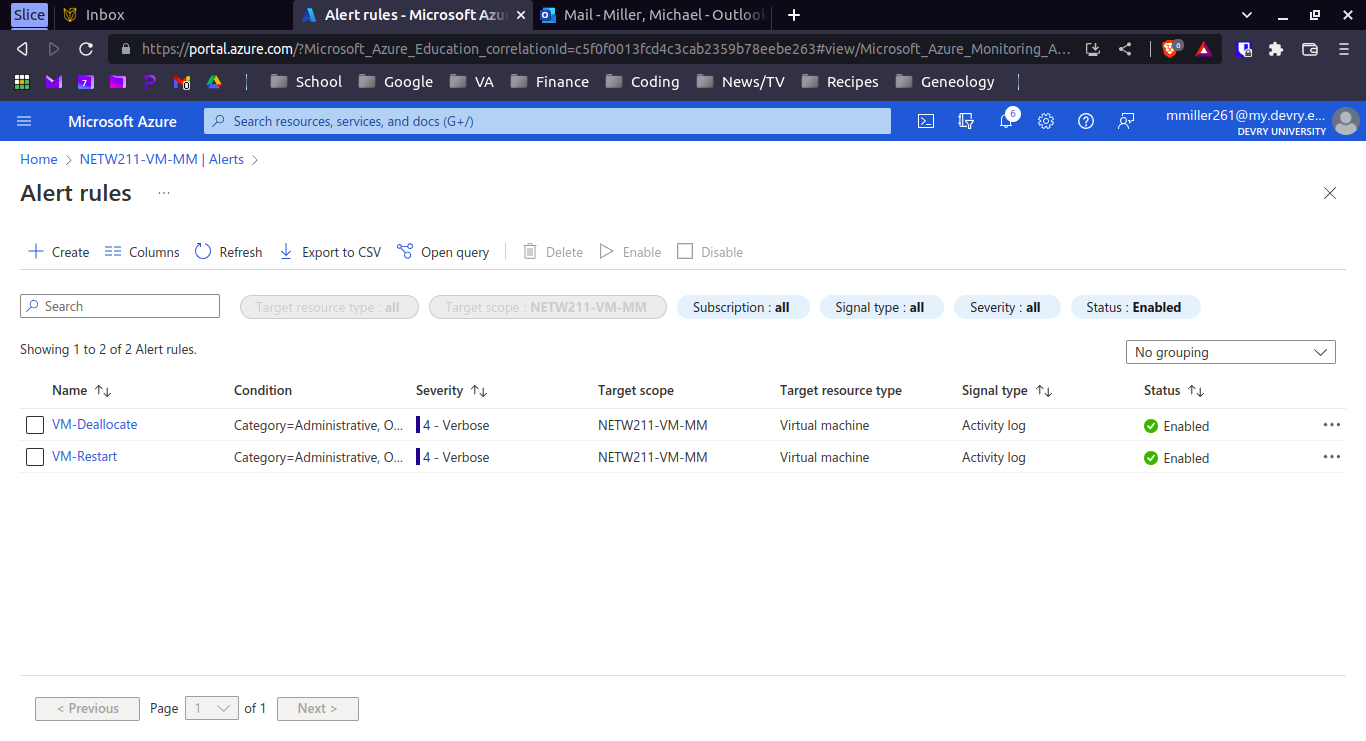 Slice Inbox Alert rules - Microsoft Azu Mail - Miller, Michael - Outlook
https://portal.azure.com/?Microsoft_Azure_Education_correlationId=c5f0f0013fcd4c3cab2359b78eebe263#view/Microsoft_Azure_Monitoring_A... 6
7 0 School Google VA Finance Coding News/TV Recipes Geneology
Microsoft Azure Search resources, services, and docs (G+/) 6 mmiller261@my.devry.e...
DEVRY UNIVERSITY
Home > NETW211-VM-MM | Alerts >
Alert rules ...
Create Columns Refresh Export to CSV Open query Delete Enable Disable
Search Target resource type : all Target scope : NETW211-VM-MM Subscription : all Signal type : all Severity : all Status : Enabled
Showing 1 to 2 of 2 Alert rules.
No grouping
Name Condition Severity Target scope Target resource type Signal type Status
VM-Deallocate Category=Administrative, O... 4 - Verbose NETW211-VM-MM Virtual machine Activity log Enabled
VM-Restart Category=Administrative, O... 4 - Verbose NETW211-VM-MM Virtual machine Activity log Enabled
< Previous Page 1 of 1 Next >